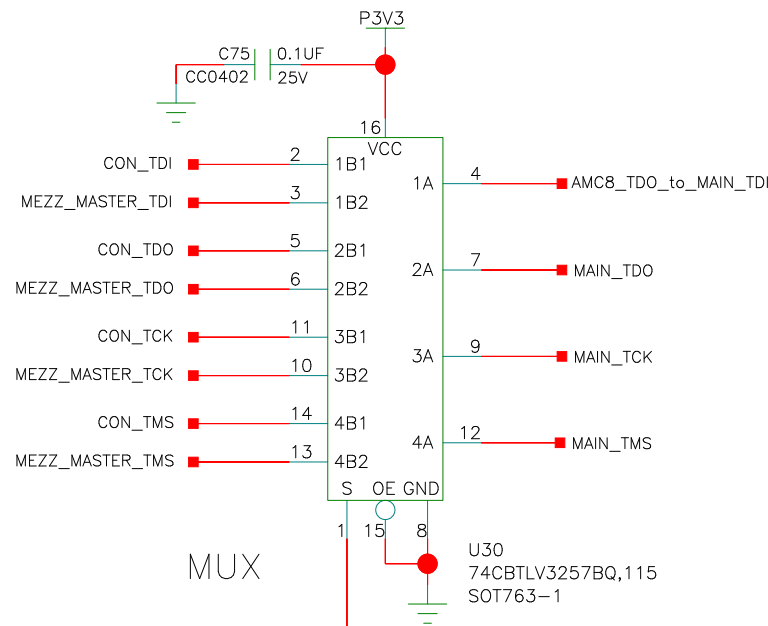 P3V3
C75 0.1UF
CC0402 25V
16
VCC
CON_TDI 2 1B1
1A 4 AMC8_TDO_to_MAIN_TDI
MEZZ_MASTER_TDI 3 1B2
CON_TDO 5 2B1
2A 7 MAIN_TDO
MEZZ_MASTER_TDO 6 2B2
CON_TCK 11 3B1
3A 9 MAIN_TCK
MEZZ_MASTER_TCK 10 3B2
CON_TMS 14 4B1
4A 12 MAIN_TMS
MEZZ_MASTER_TMS 13 4B2
S OE GND
1 15 8
MUX
U30
74CBTLV3257BQ,115
SOT763-1